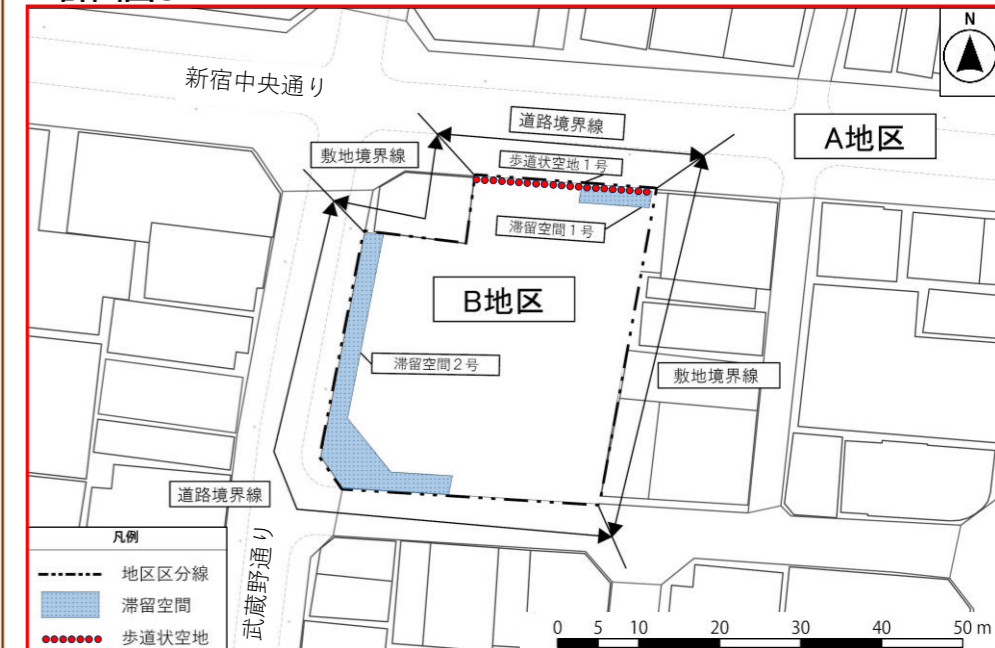 N
新宿中央通り
道路境界線
A地区
敷地境界線
歩道状空地1号
滞留空間1号
B地区
滞留空間2号
敷地境界線
道路境界線
武蔵野通り
凡例
地区区分線
滞留空間
歩道状空地
0 5 10 20 30 40 50 m